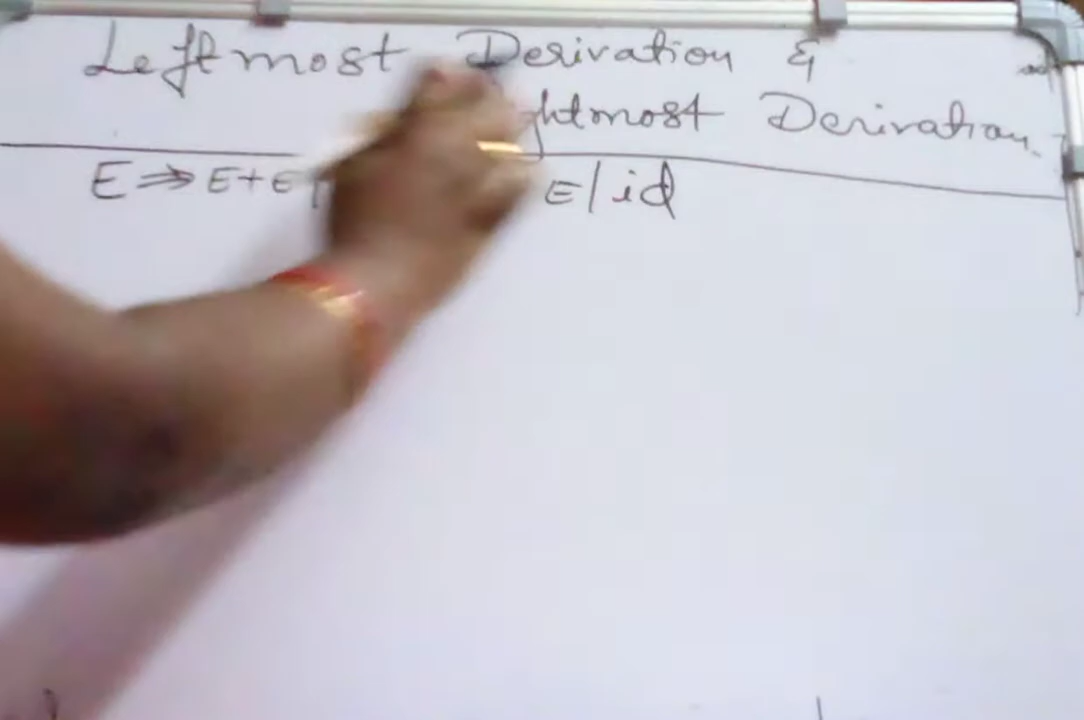 Leftmost Derivation &
ghtmost Derivation.
E ⇒ E+E | E/id